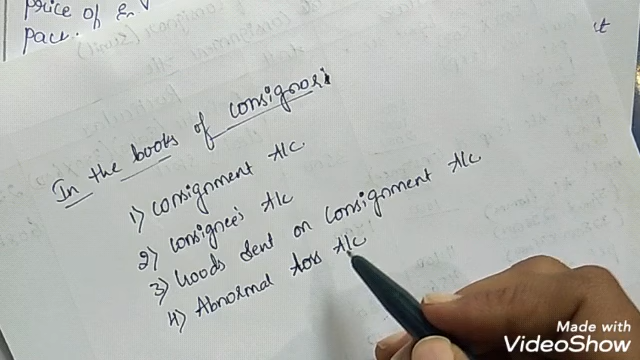 price of
pact.
In the books of consignor:
1) Consignment A/c.
2) Consignee's A/c
3) Goods sent on consignment A/c
4) Abnormal loss A/c
Made with
VideoShow